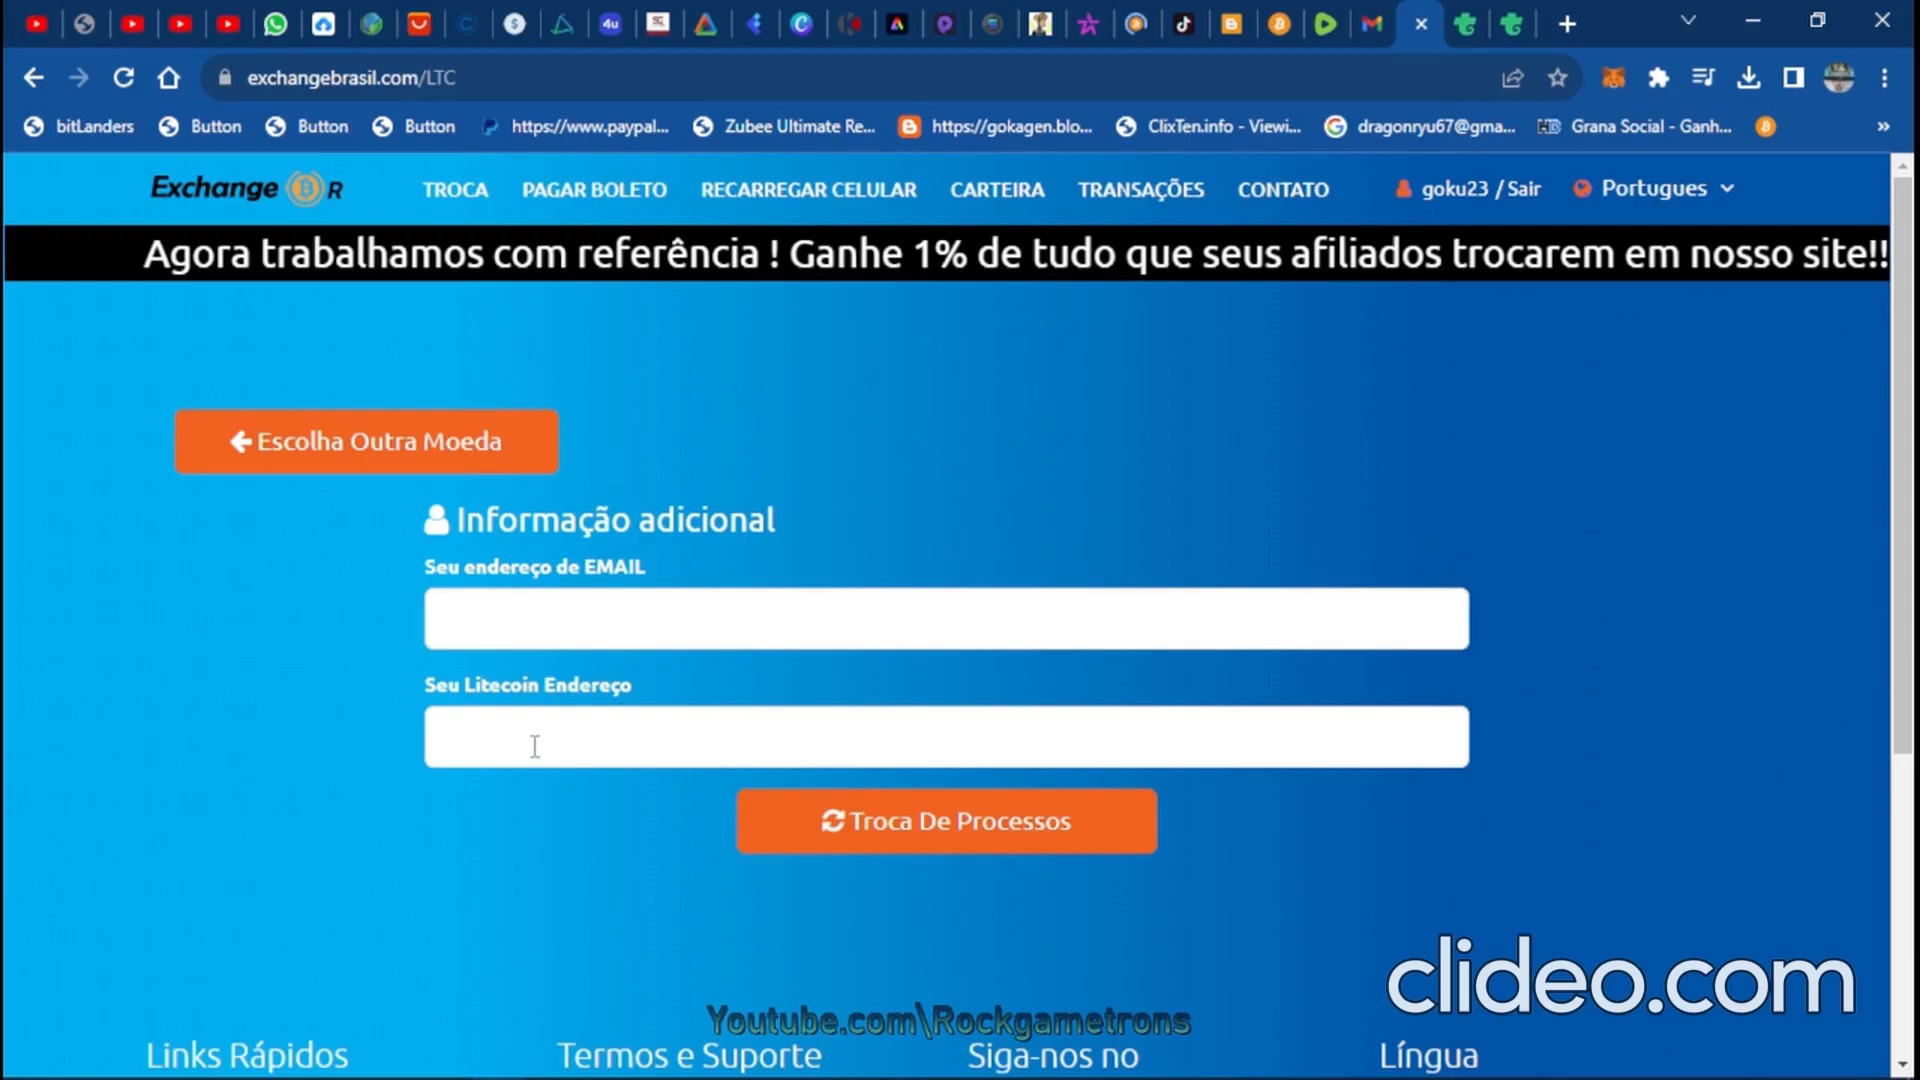 exchangebrasil.com/LTC
bitLanders
Button
Button
Button
https://www.paypal...
Zubee Ultimate Re...
https://gokagen.blo...
ClixTen.info - Viewi...
dragonryu67@gma...
Grana Social - Ganh...
Exchange BR
TROCA
PAGAR BOLETO
RECARREGAR CELULAR
CARTEIRA
TRANSAÇÕES
CONTATO
goku23 / Sair
Portugues
Agora trabalhamos com referência ! Ganhe 1% de tudo que seus afiliados trocarem em nosso site!!
Escolha Outra Moeda
Informação adicional
Seu endereço de EMAIL
Seu Litecoin Endereço
Troca De Processos
clideo.com
Youtube.com\Rockgametrons
Links Rápidos
Termos e Suporte
Siga-nos no
Língua